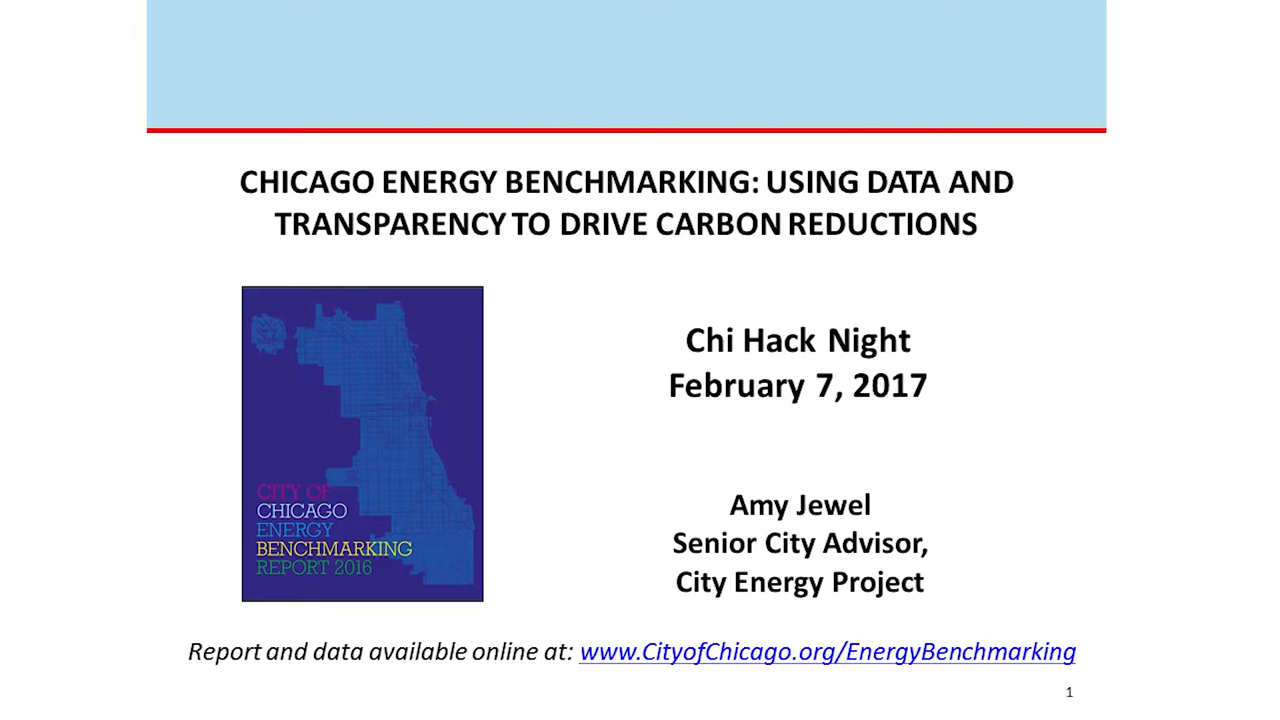 CHICAGO ENERGY BENCHMARKING: USING DATA AND
TRANSPARENCY TO DRIVE CARBON REDUCTIONS
Chi Hack Night
February 7, 2017
CITY OF
CHICAGO
ENERGY
BENCHMARKING
REPORT 2016
Amy Jewel
Senior City Advisor,
City Energy Project
Report and data available online at: www.CityofChicago.org/EnergyBenchmarking
1